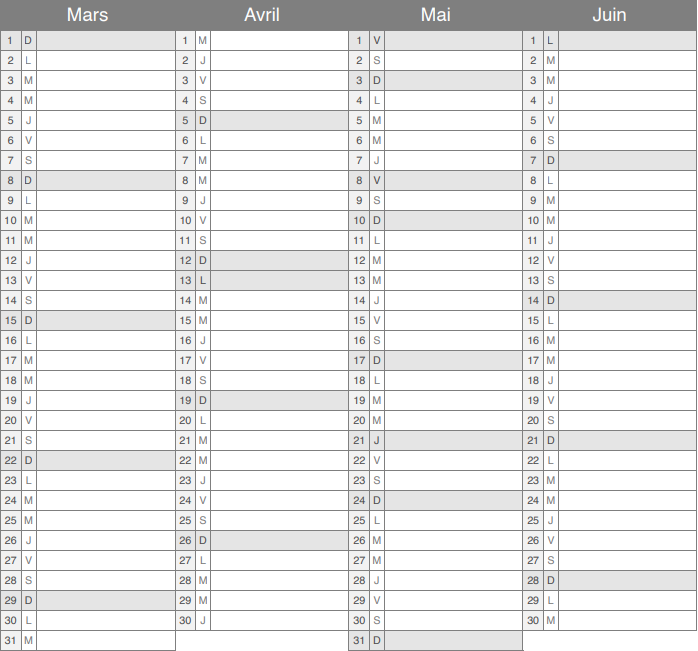 Mars Avril Mai Juin
1 D 1 M 1 V 1 L
2 L 2 J 2 S 2 M
3 M 3 V 3 D 3 M
4 M 4 S 4 L 4 J
5 J 5 D 5 M 5 V
6 V 6 L 6 M 6 S
7 S 7 M 7 J 7 D
8 D 8 M 8 V 8 L
9 L 9 J 9 S 9 M
10 M 10 V 10 D 10 M
11 M 11 S 11 L 11 J
12 J 12 D 12 M 12 V
13 V 13 L 13 M 13 S
14 S 14 M 14 J 14 D
15 D 15 M 15 V 15 L
16 L 16 J 16 S 16 M
17 M 17 V 17 D 17 M
18 M 18 S 18 L 18 J
19 J 19 D 19 M 19 V
20 V 20 L 20 M 20 S
21 S 21 M 21 J 21 D
22 D 22 M 22 V 22 L
23 L 23 J 23 S 23 M
24 M 24 V 24 D 24 M
25 M 25 S 25 L 25 J
26 J 26 D 26 M 26 V
27 V 27 L 27 M 27 S
28 S 28 M 28 J 28 D
29 D 29 M 29 V 29 L
30 L 30 J 30 S 30 M
31 M 31 D